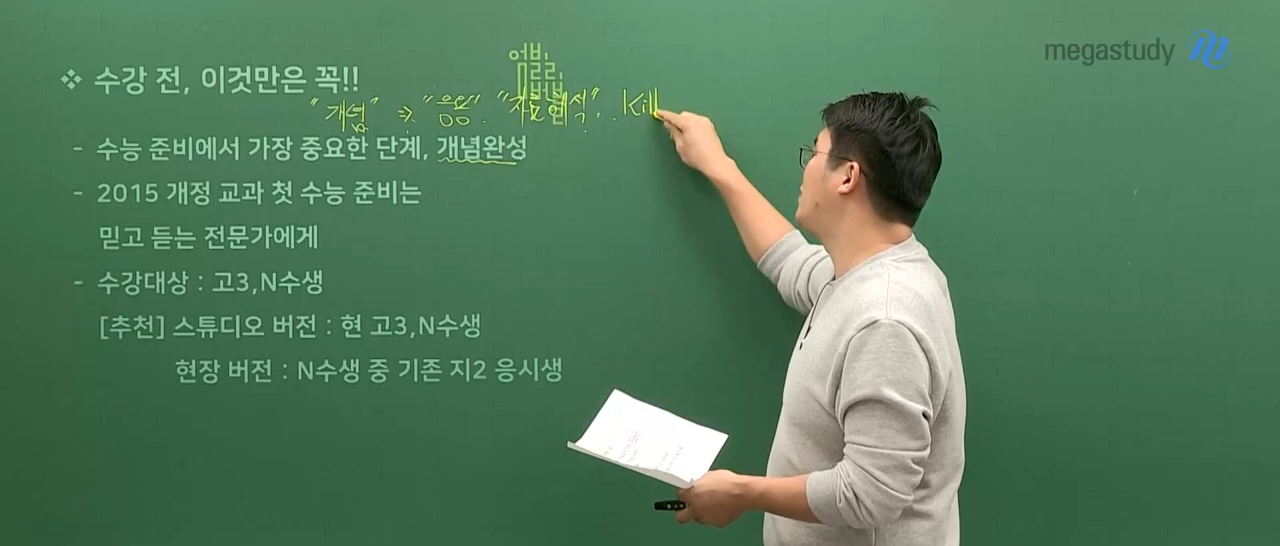 megastudy
❖ 수강 전, 이것만은 꼭!!
"개념" ⇒ "응용". "자료해석". Kill
- 수능 준비에서 가장 중요한 단계, 개념완성
- 2015 개정 교과 첫 수능 준비는
믿고 듣는 전문가에게
- 수강대상 : 고3,N수생
[추천] 스튜디오 버전 : 현 고3,N수생
현장 버전 : N수생 중 기존 지2 응시생